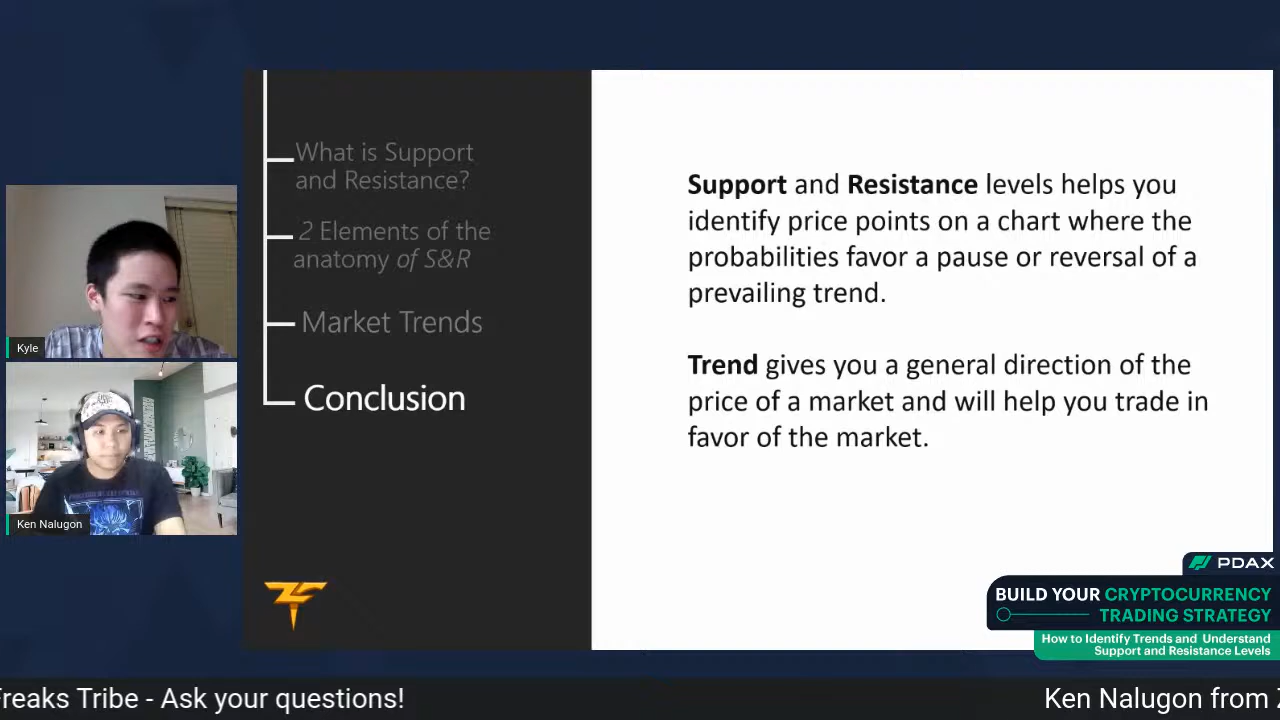 What is Support
and Resistance?
2 Elements of the
anatomy of S&R
Market Trends
Conclusion
Support and Resistance levels helps you
identify price points on a chart where the
probabilities favor a pause or reversal of a
prevailing trend.
Trend gives you a general direction of the
price of a market and will help you trade in
favor of the market.
Kyle
Ken Nalugon
PDAX
BUILD YOUR CRYPTOCURRENCY
TRADING STRATEGY
How to Identify Trends and Understand
Support and Resistance Levels
Freaks Tribe - Ask your questions!
Ken Nalugon from